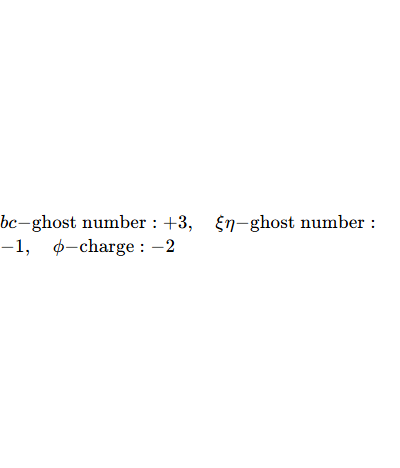 bc−ghost number : +3, ξη−ghost number :
−1, ϕ−charge : −2